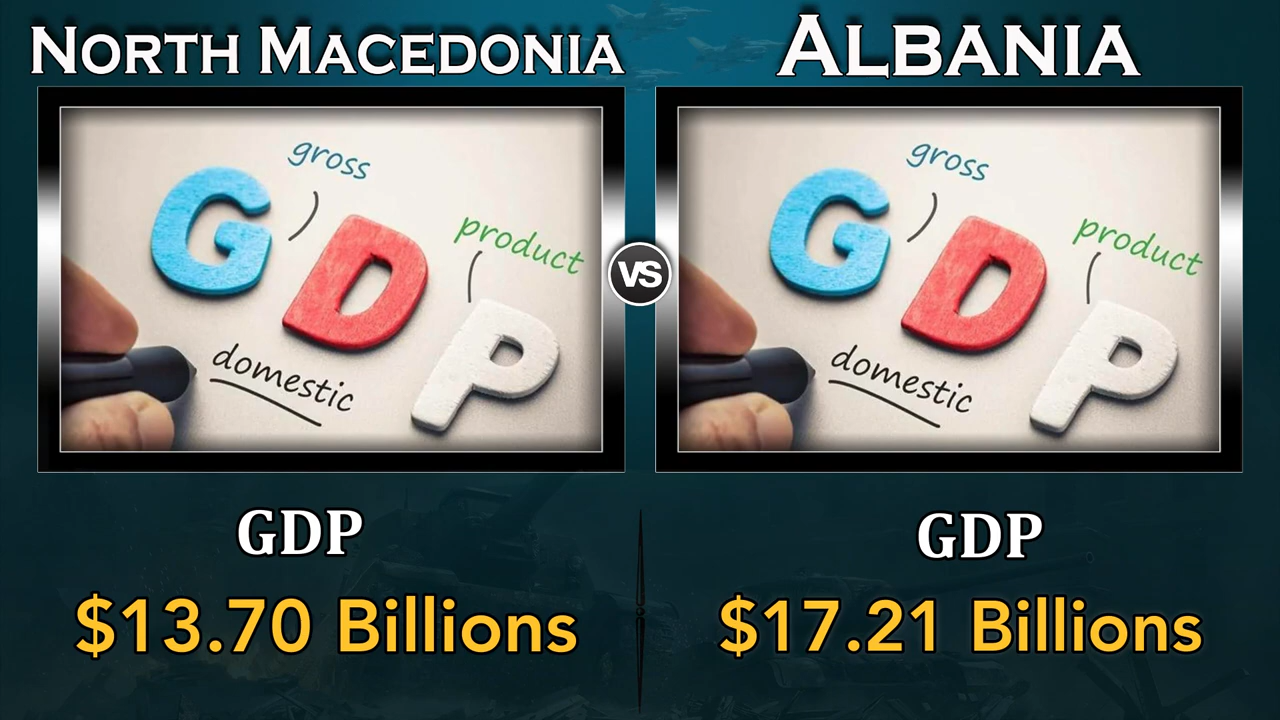 NORTH MACEDONIA
ALBANIA
gross
GDP
product
domestic
VS
gross
GDP
product
domestic
GDP
$13.70 Billions
GDP
$17.21 Billions